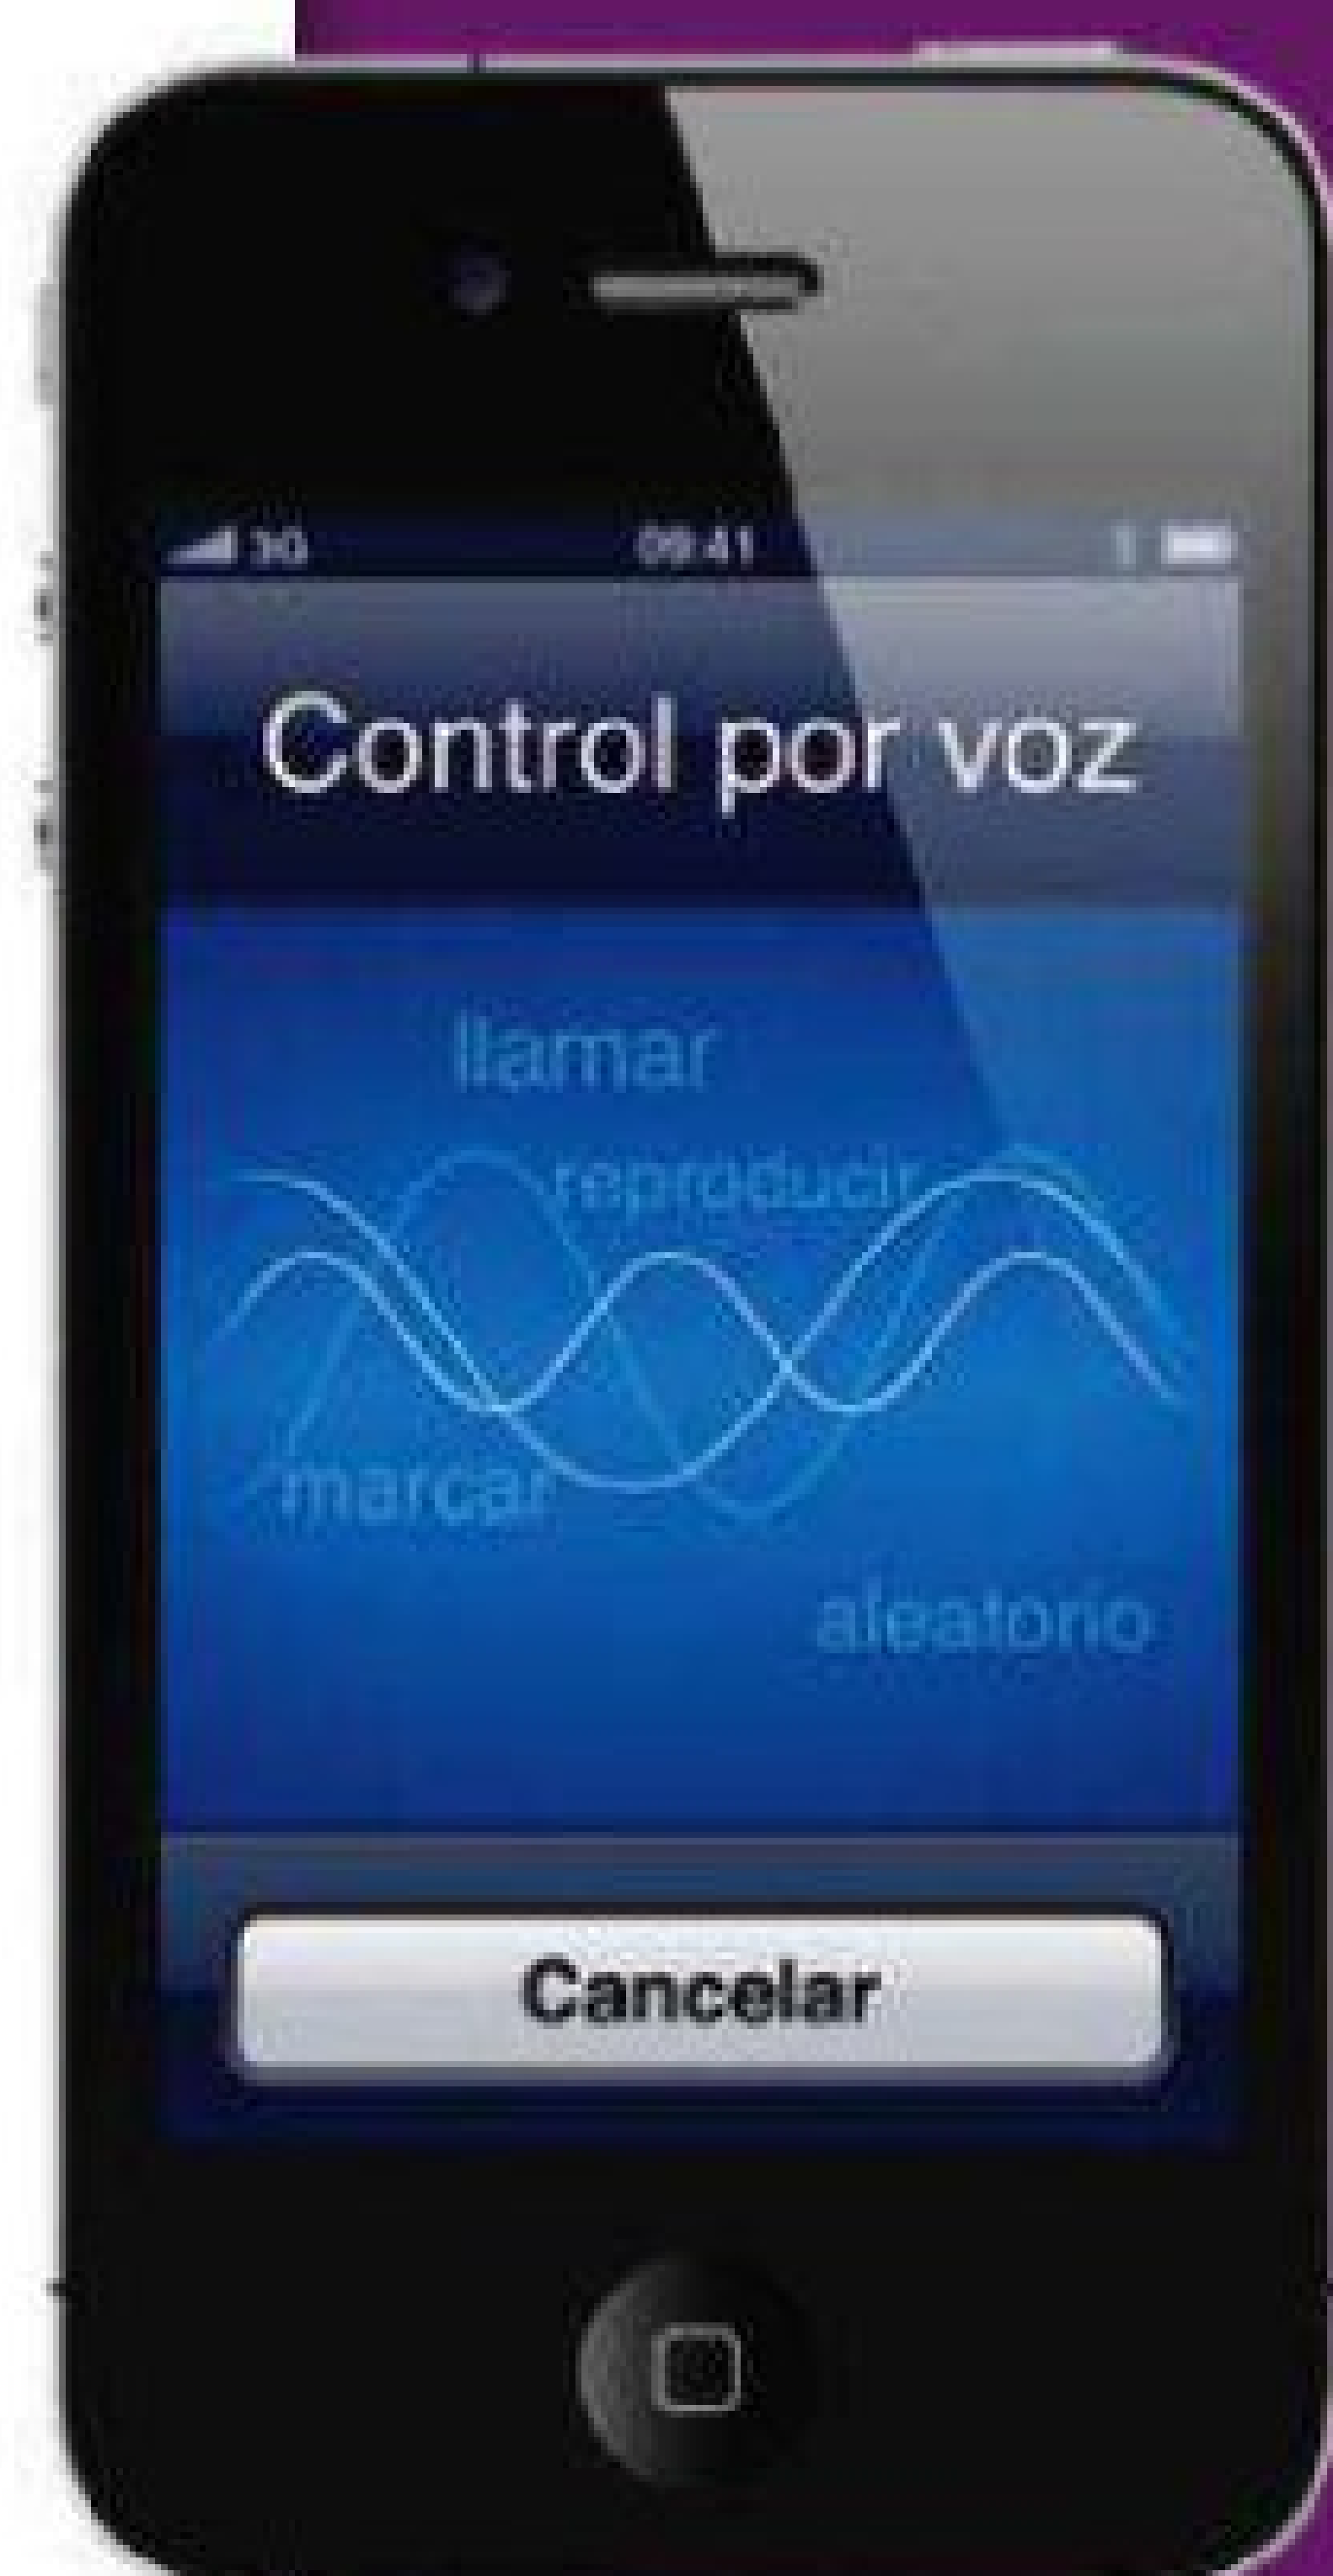 3G 09:41
Control por voz
llamar
reproducir
marcar
aleatorio
Cancelar